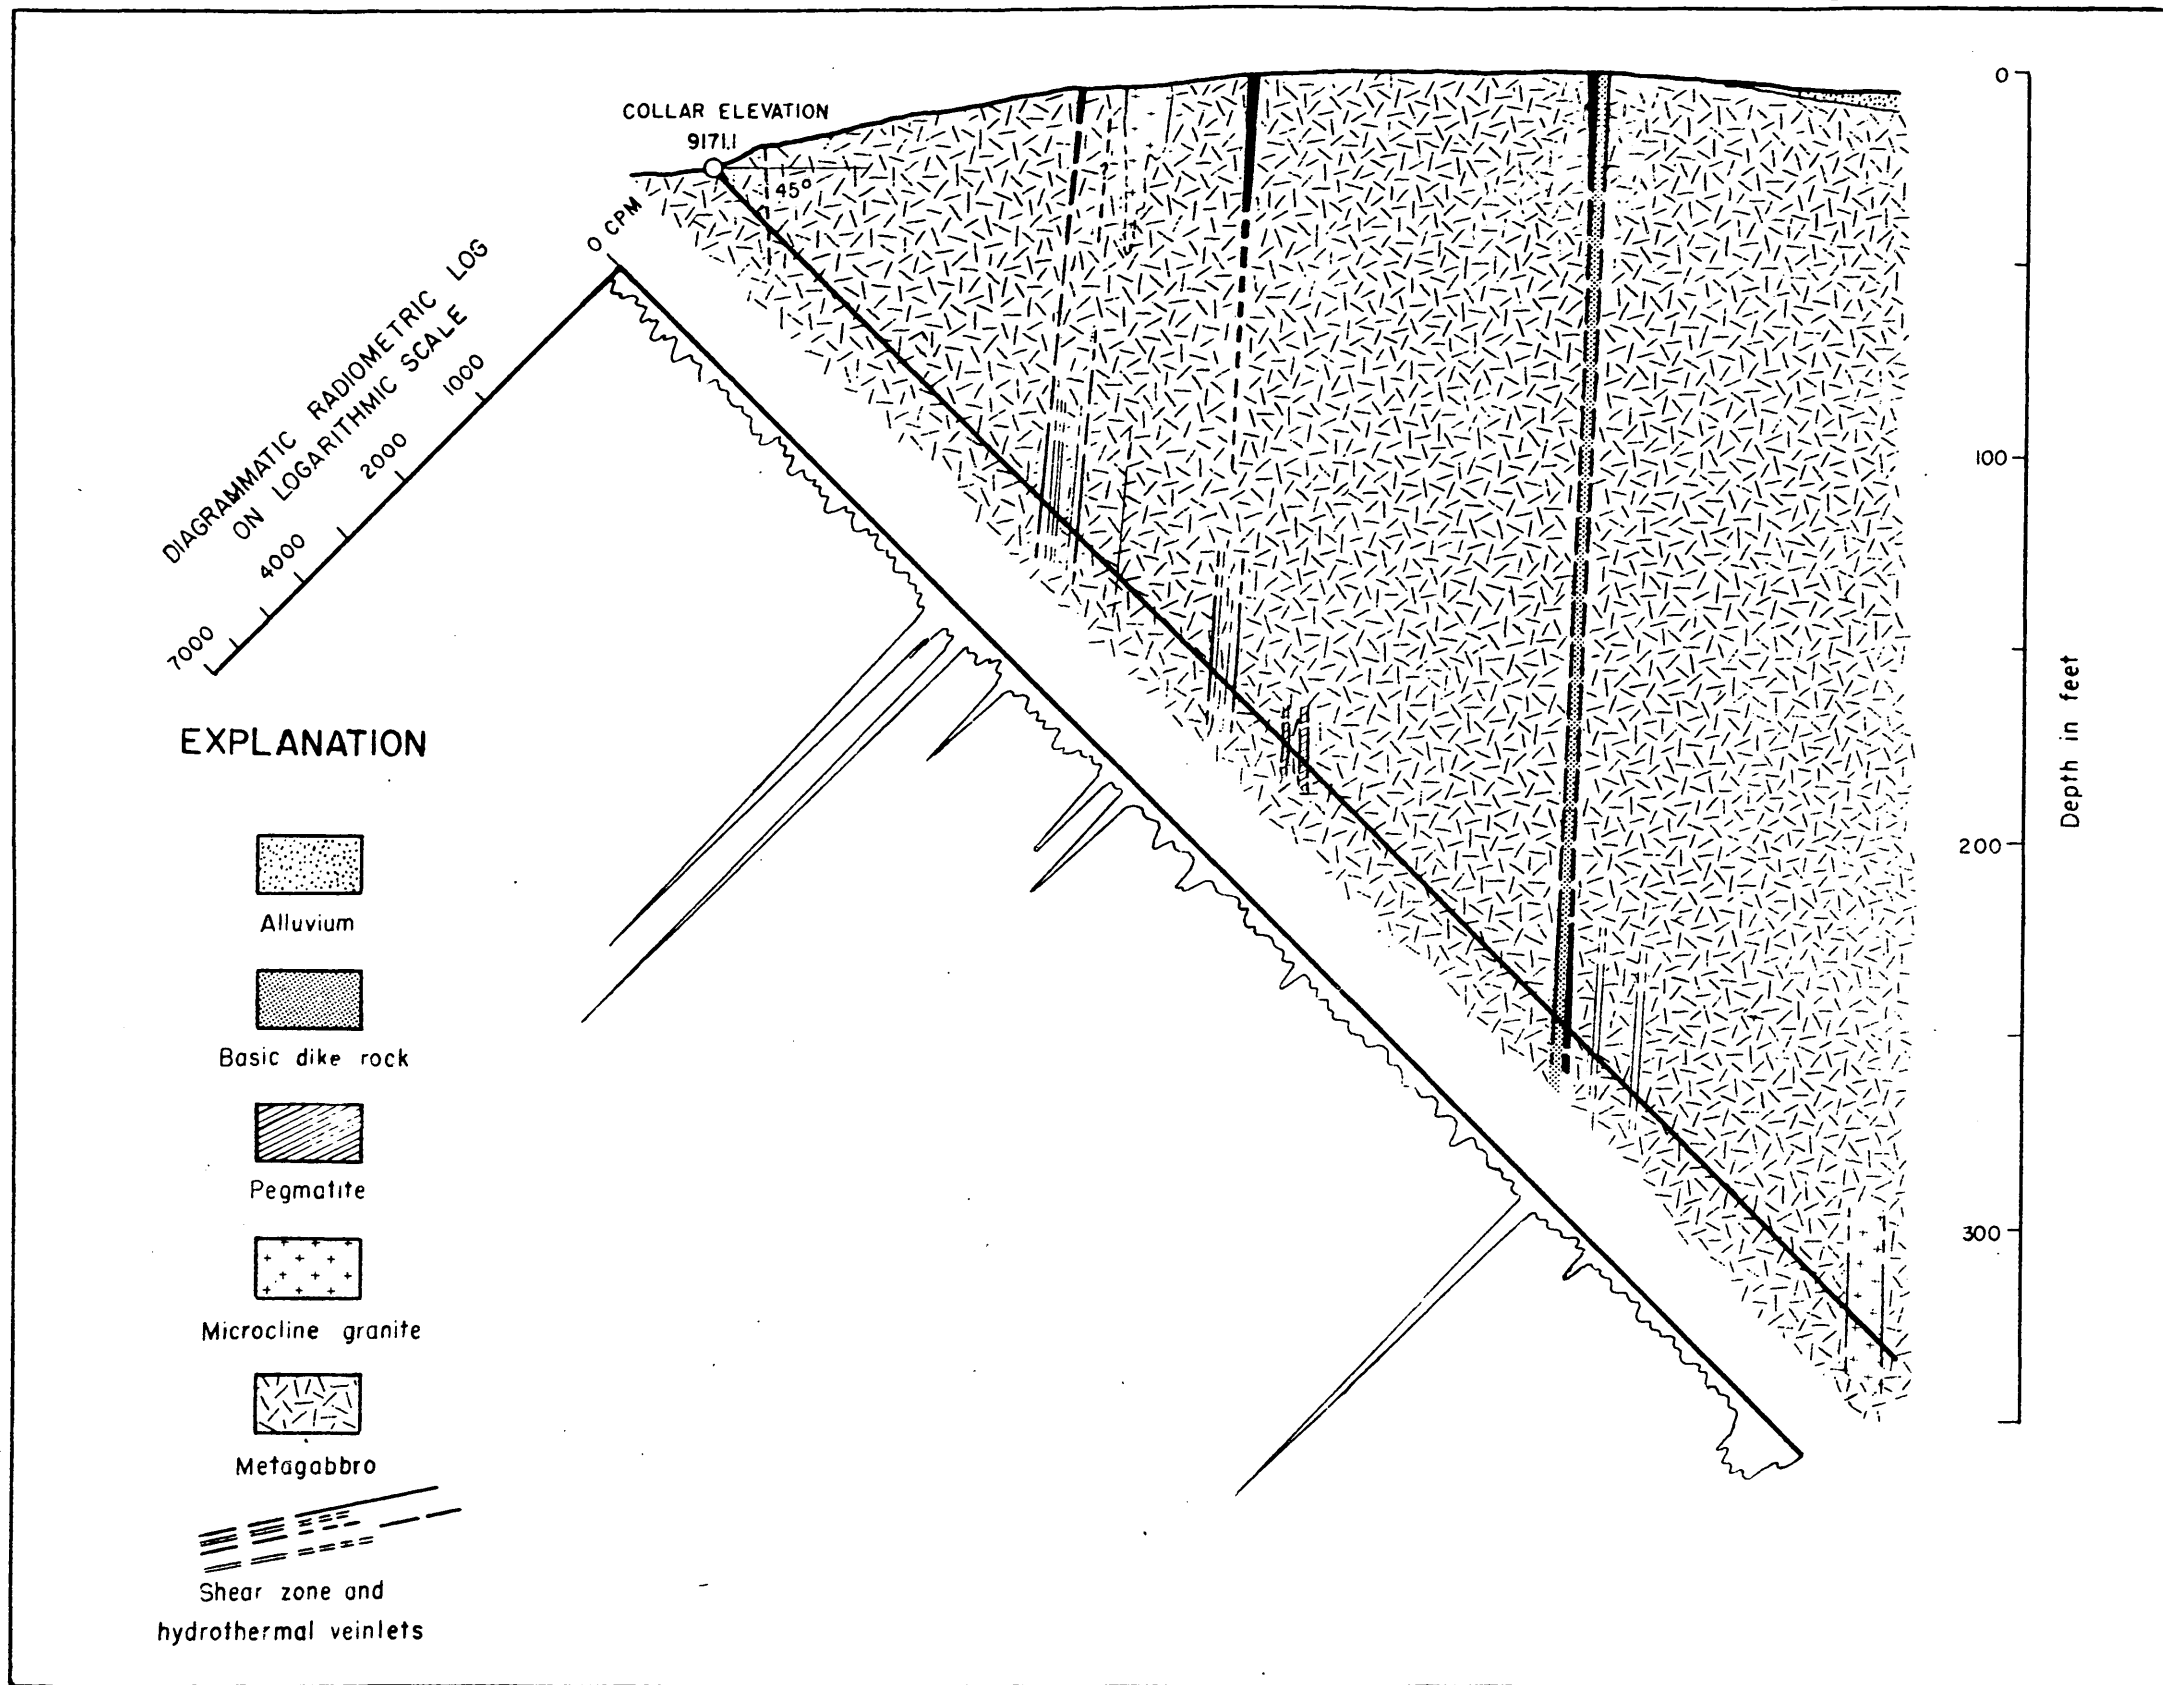 COLLAR ELEVATION
9171.1
45°
0 CPM
DIAGRAMMATIC RADIOMETRIC LOG
ON LOGARITHMIC SCALE
1000
2000
4000
7000
0
100
200
300
Depth in feet
EXPLANATION
Alluvium
Basic dike rock
Pegmatite
Microcline granite
Metagabbro
Shear zone and
hydrothermal veinlets